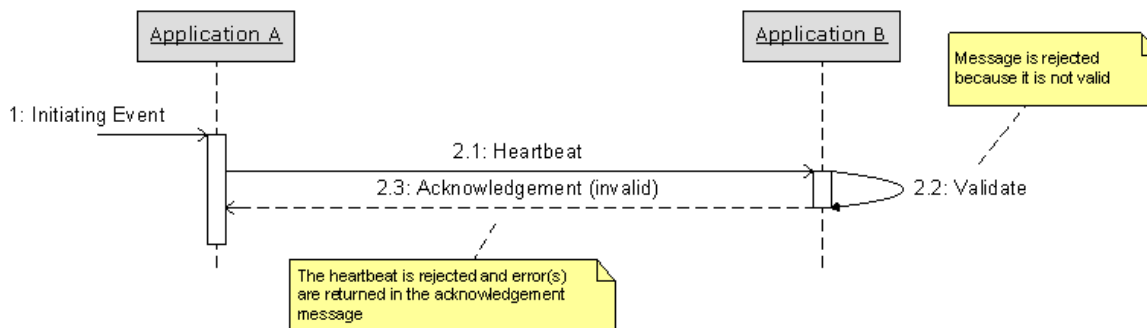 Application A
Application B
Message is rejected
because it is not valid
1: Initiating Event
2.1: Heartbeat
2.3: Acknowledgement (invalid)
2.2: Validate
The heartbeat is rejected and error(s)
are returned in the acknowledgement
message